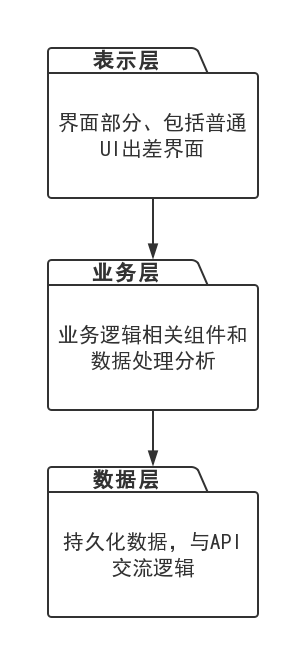 表示层
界面部分、包括普通
UI出差界面
业务层
业务逻辑相关组件和
数据处理分析
数据层
持久化数据，与API
交流逻辑